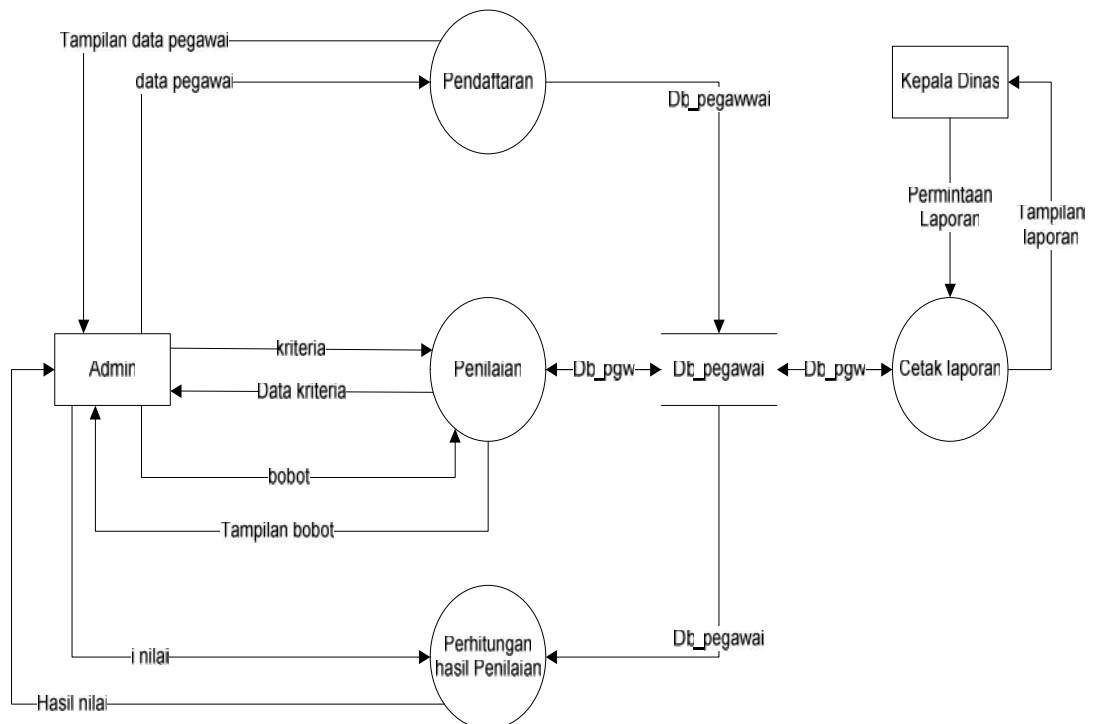 Tampilan data pegawai
data pegawai
Pendaftaran
Db_pegawwai
Kepala Dinas
Permintaan
Laporan
Tampilan
laporan
Admin
kriteria
Data kriteria
Penilaian
Db_pgw
Db_pegawai
Db_pgw
Cetak laporan
bobot
Tampilan bobot
i nilai
Perhitungan
hasil Penilaian
Db_pegawai
Hasil nilai